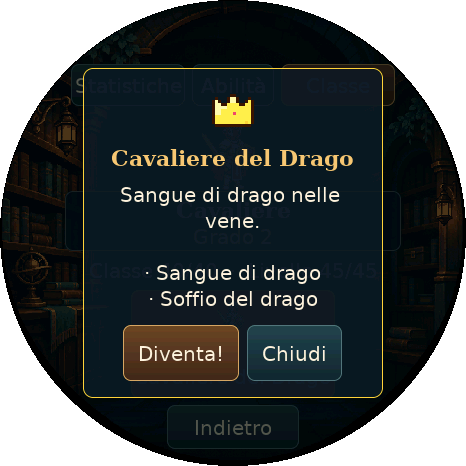 Statistiche Abilità Classe
Cavaliere del Drago
Sangue di drago nelle
vene.
Grado 2
Classe 45/45
· Sangue di drago
· Soffio del drago
Diventa! Chiudi
Indietro